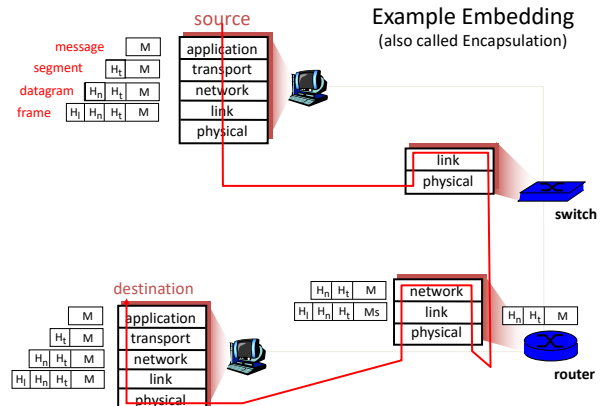 source
Example Embedding
(also called Encapsulation)
message M application
segment Ht M transport
datagram Hn Ht M network
frame Hl Hn Ht M link
physical
link
physical
switch
destination
Hn Ht M network Hn Ht M
Hl Hn Ht Ms link
physical
router
M application
Ht M transport
Hn Ht M network
Hl Hn Ht M link
physical